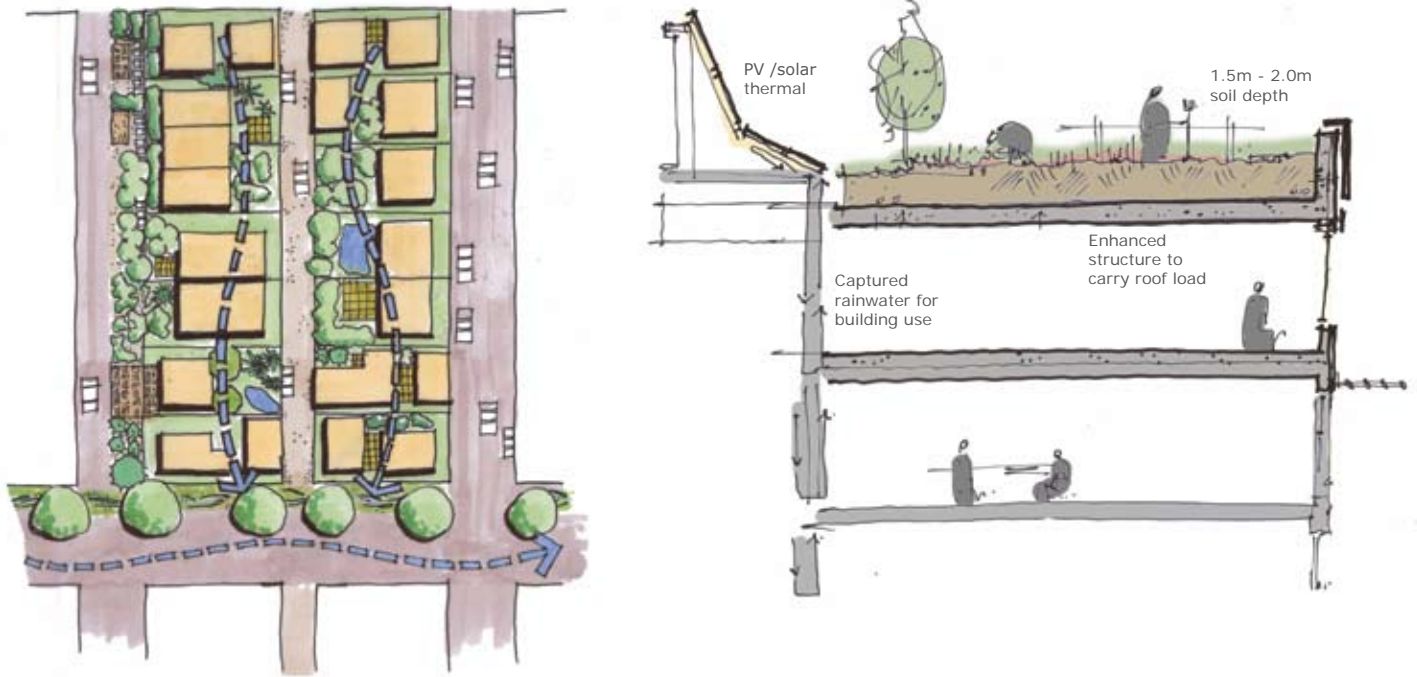 PV /solar
thermal
1.5m - 2.0m
soil depth
Enhanced
structure to
carry roof load
Captured
rainwater for
building use